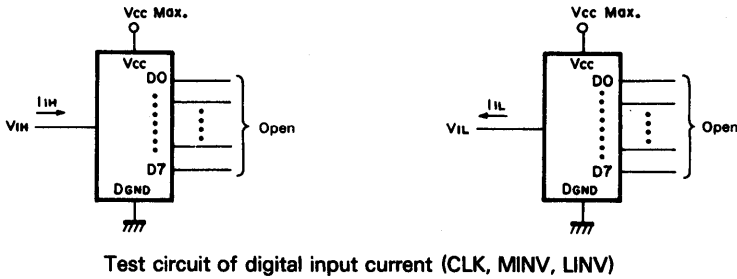 Vcc Max.
Vcc
D0
IIH
VIH
Open
D7
DGND
Vcc Max.
Vcc
D0
IIL
VIL
Open
D7
DGND
Test circuit of digital input current (CLK, MINV, LINV)